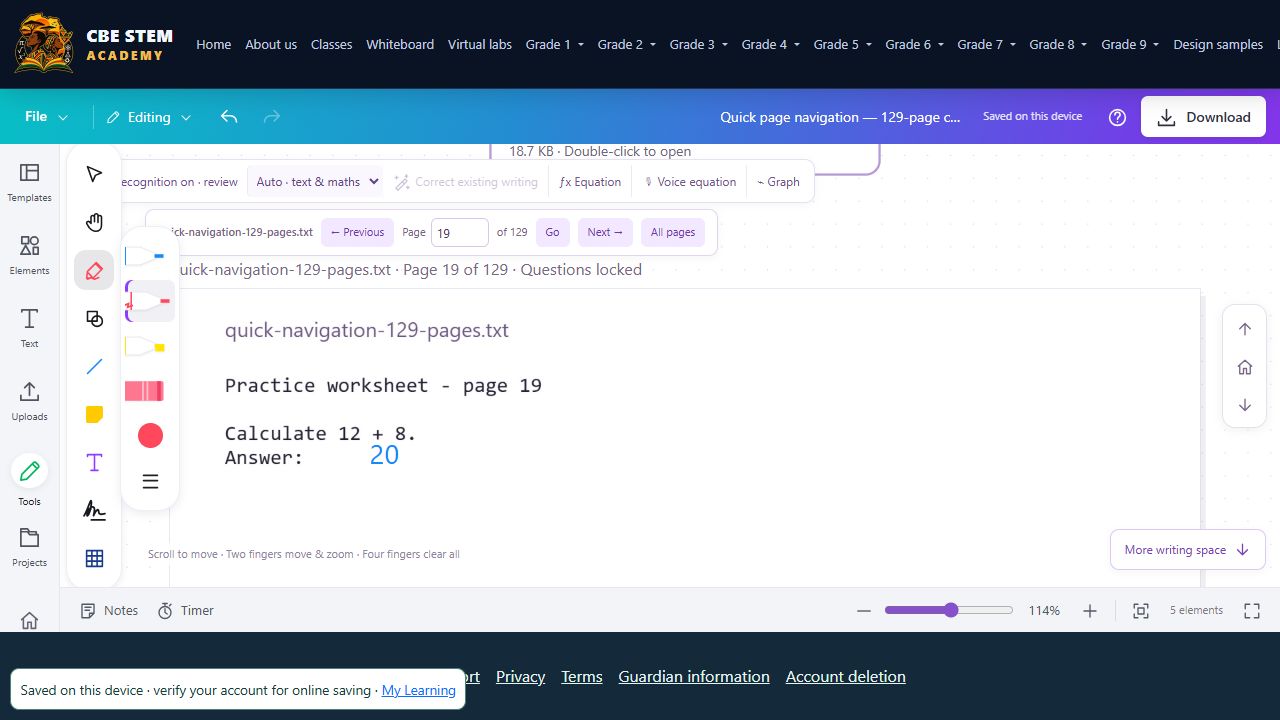 CBE STEM
ACADEMY
Home About us Classes Whiteboard Virtual labs Grade 1 Grade 2 Grade 3 Grade 4 Grade 5 Grade 6 Grade 7 Grade 8 Grade 9 Design samples
File Editing Quick page navigation — 129-page c... Saved on this device Download
18.7 KB · Double-click to open
ecognition on · review Auto · text & maths Correct existing writing ƒx Equation Voice equation Graph
ick-navigation-129-pages.txt ← Previous Page 19 of 129 Go Next → All pages
uick-navigation-129-pages.txt · Page 19 of 129 · Questions locked
Templates
Elements
Text
Uploads
Tools
Projects
quick-navigation-129-pages.txt
Practice worksheet - page 19
Calculate 12 + 8.
Answer: 20
Scroll to move · Two fingers move & zoom · Four fingers clear all
More writing space
Notes Timer 114% 5 elements
Privacy Terms Guardian information Account deletion
Saved on this device · verify your account for online saving · My Learning